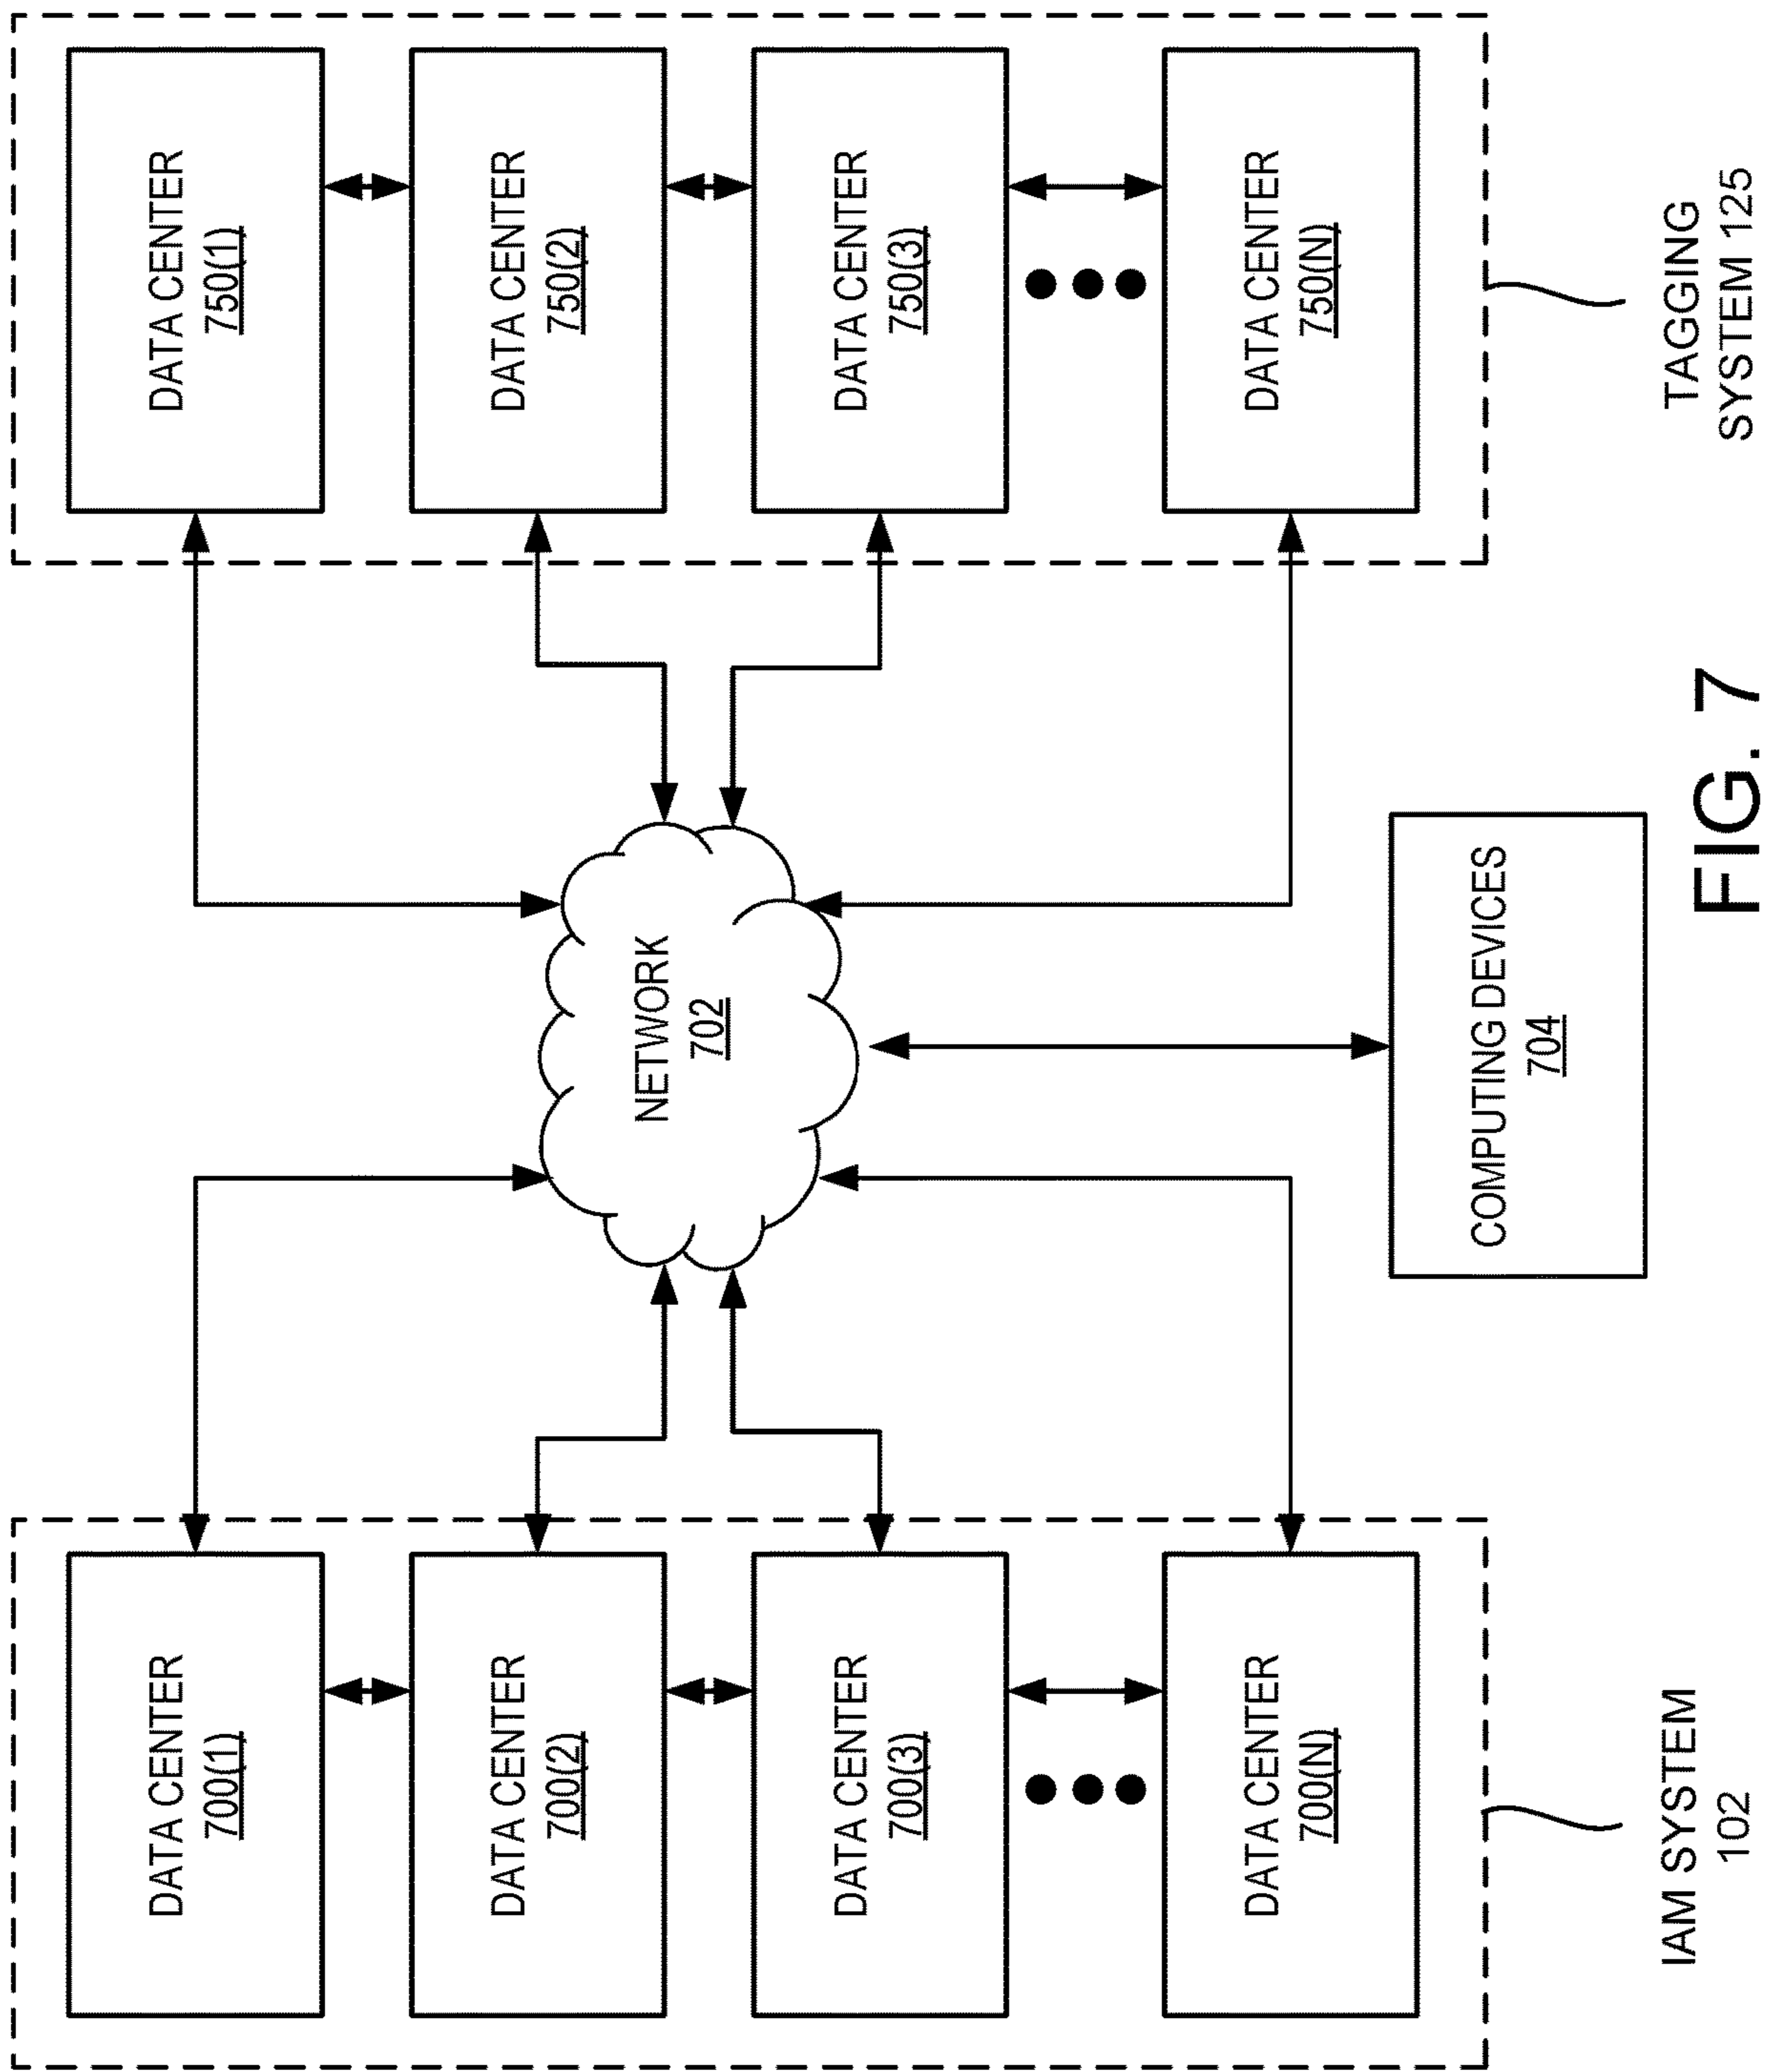 DATA CENTER
700(1)
DATA CENTER
700(2)
DATA CENTER
700(3)
DATA CENTER
700(N)
IAM SYSTEM
102
NETWORK
702
COMPUTING DEVICES
704
DATA CENTER
750(1)
DATA CENTER
750(2)
DATA CENTER
750(3)
DATA CENTER
750(N)
TAGGING
SYSTEM 125
FIG. 7